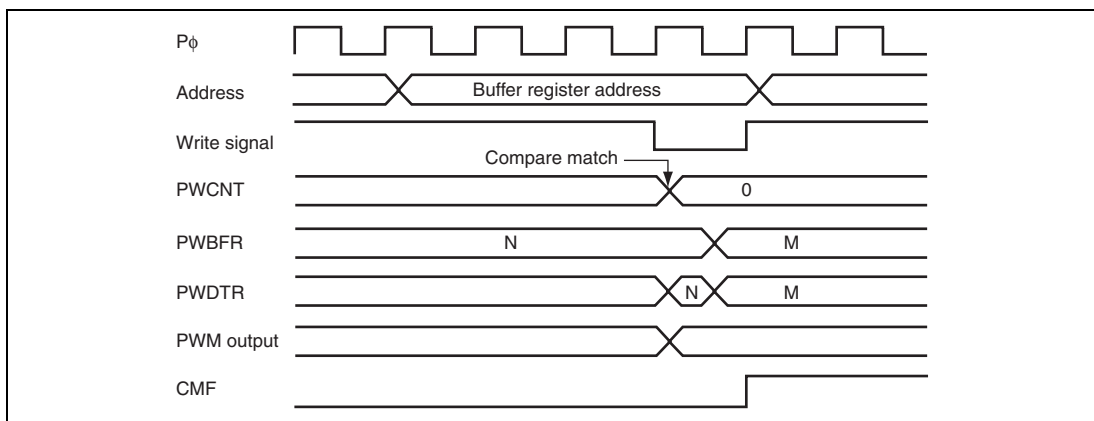 Pϕ
Address Buffer register address
Write signal
Compare match
PWCNT 0
PWBFR N M
PWDTR N M
PWM output
CMF